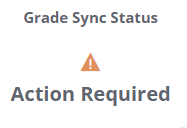 Grade Sync Status
Action Required